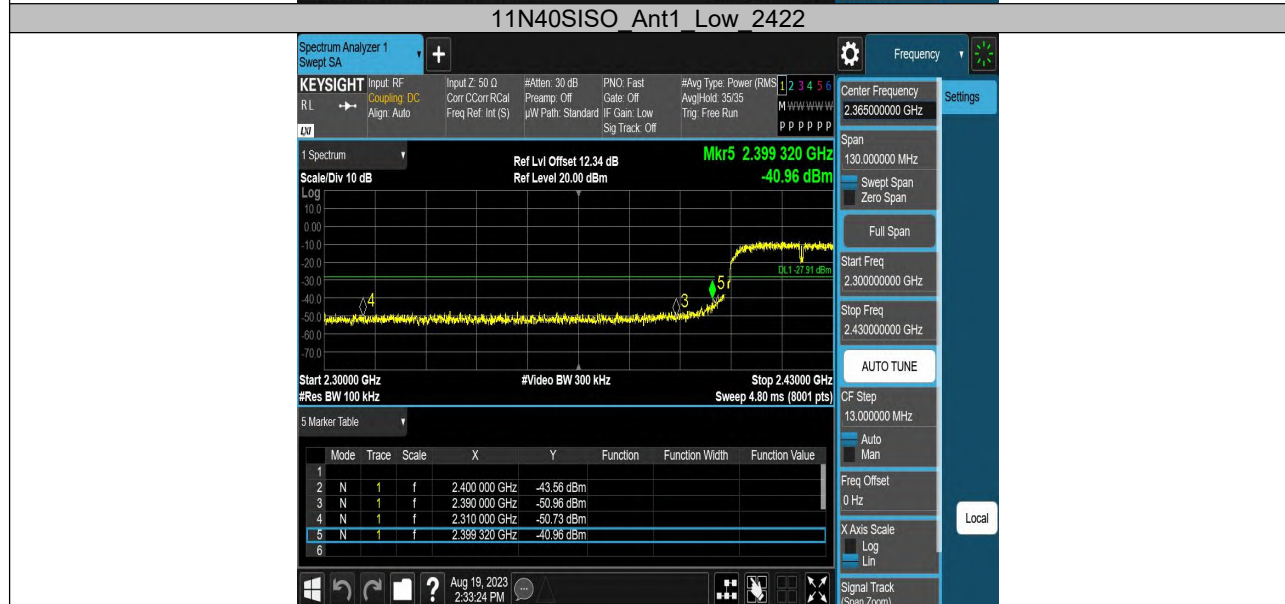 11N40SISO_Ant1_Low_2422
Spectrum Analyzer 1
Swept SA
+
Frequency
KEYSIGHT
RL
LXI
Input: RF
Coupling: DC
Align: Auto
Input Z: 50 Ω
Corr CCorr RCal
Freq Ref: Int (S)
#Atten: 30 dB
Preamp: Off
µW Path: Standard
PNO: Fast
Gate: Off
IF Gain: Low
Sig Track: Off
#Avg Type: Power (RMS
Avg|Hold: 35/35
Trig: Free Run
1 2 3 4 5 6
M W W W W W
P P P P P P
1 Spectrum
Scale/Div 10 dB
Ref Lvl Offset 12.34 dB
Ref Level 20.00 dBm
Mkr5 2.399 320 GHz
-40.96 dBm
Log
10.0
0.00
-10.0
-20.0
-30.0
-40.0
-50.0
-60.0
-70.0
DL1 -27.91 dBm
4
3
5
Start 2.30000 GHz
#Res BW 100 kHz
#Video BW 300 kHz
Stop 2.43000 GHz
Sweep 4.80 ms (8001 pts)
5 Marker Table
Mode Trace Scale X Y Function Function Width Function Value
1
2 N 1 f 2.400 000 GHz -43.56 dBm
3 N 1 f 2.390 000 GHz -50.96 dBm
4 N 1 f 2.310 000 GHz -50.73 dBm
5 N 1 f 2.399 320 GHz -40.96 dBm
6
?
Aug 19, 2023
2:33:24 PM
Center Frequency
2.365000000 GHz
Settings
Span
130.000000 MHz
Swept Span
Zero Span
Full Span
Start Freq
2.300000000 GHz
Stop Freq
2.430000000 GHz
AUTO TUNE
CF Step
13.000000 MHz
Auto
Man
Freq Offset
0 Hz
X Axis Scale
Log
Lin
Local
Signal Track
(Span Zoom)